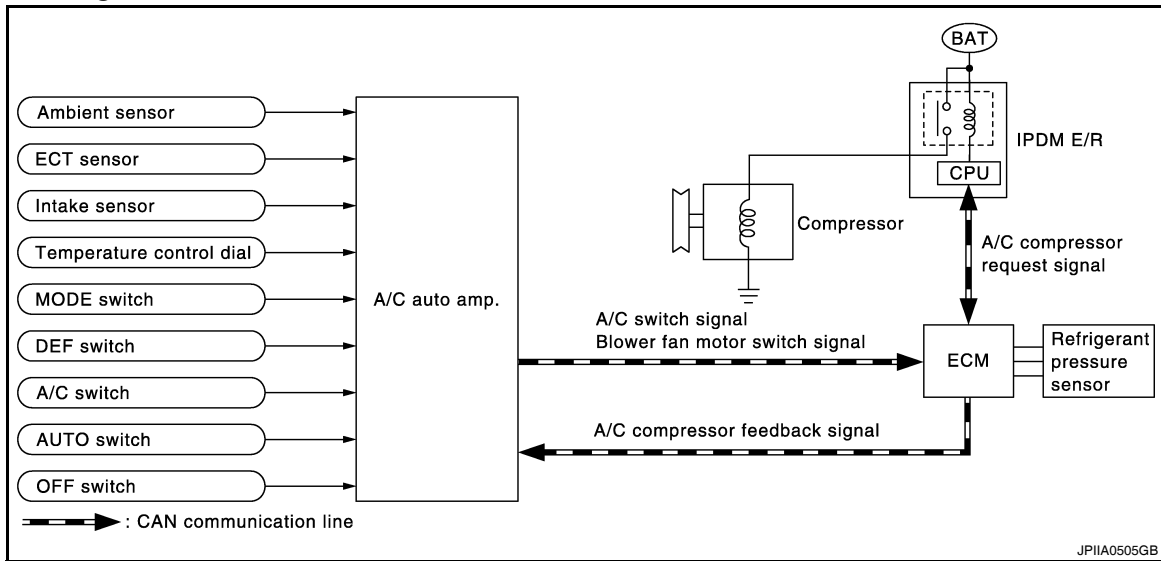 BAT
Ambient sensor
ECT sensor
Intake sensor
Temperature control dial
MODE switch
DEF switch
A/C switch
AUTO switch
OFF switch
A/C auto amp.
IPDM E/R
CPU
Compressor
A/C compressor
request signal
A/C switch signal
Blower fan motor switch signal
ECM
Refrigerant
pressure
sensor
A/C compressor feedback signal
: CAN communication line
JPIIA0505GB